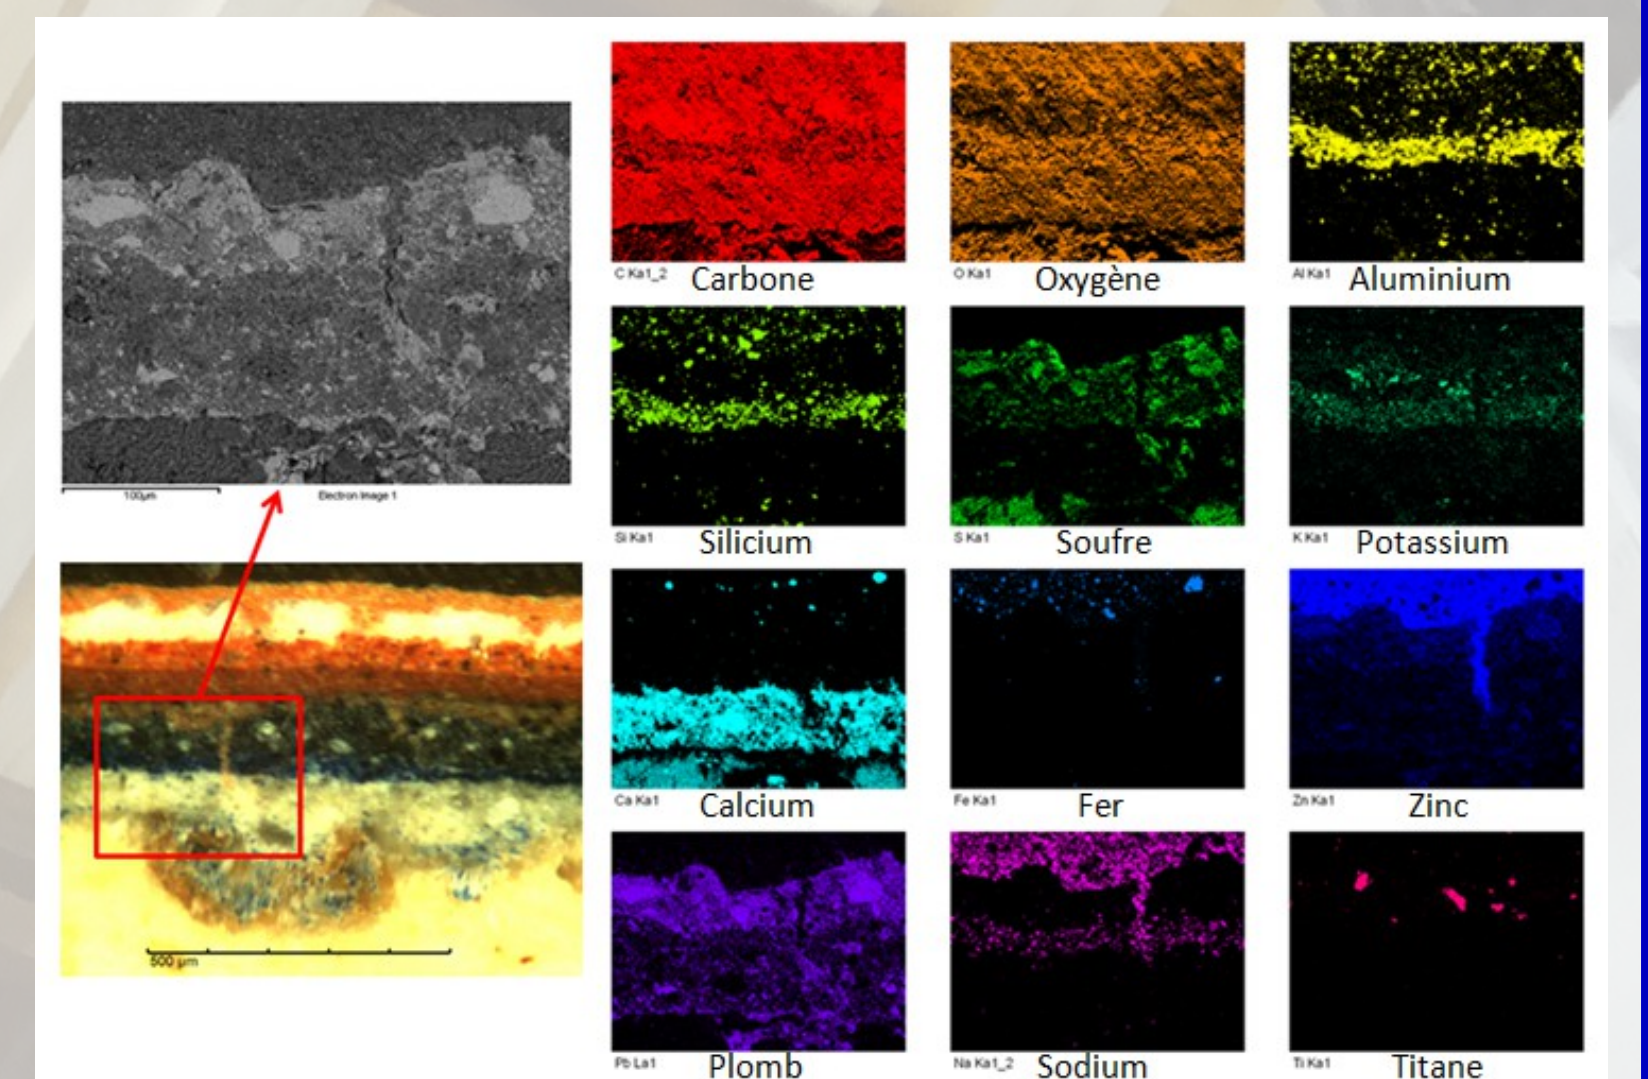 C Ka1_2 Carbone
O Ka1 Oxygène
Al Ka1 Aluminium
100µm Electron Image 1
Si Ka1 Silicium
S Ka1 Soufre
K Ka1 Potassium
Ca Ka1 Calcium
Fe Ka1 Fer
Zn Ka1 Zinc
500 µm
Pb La1 Plomb
Na Ka1_2 Sodium
Ti Ka1 Titane